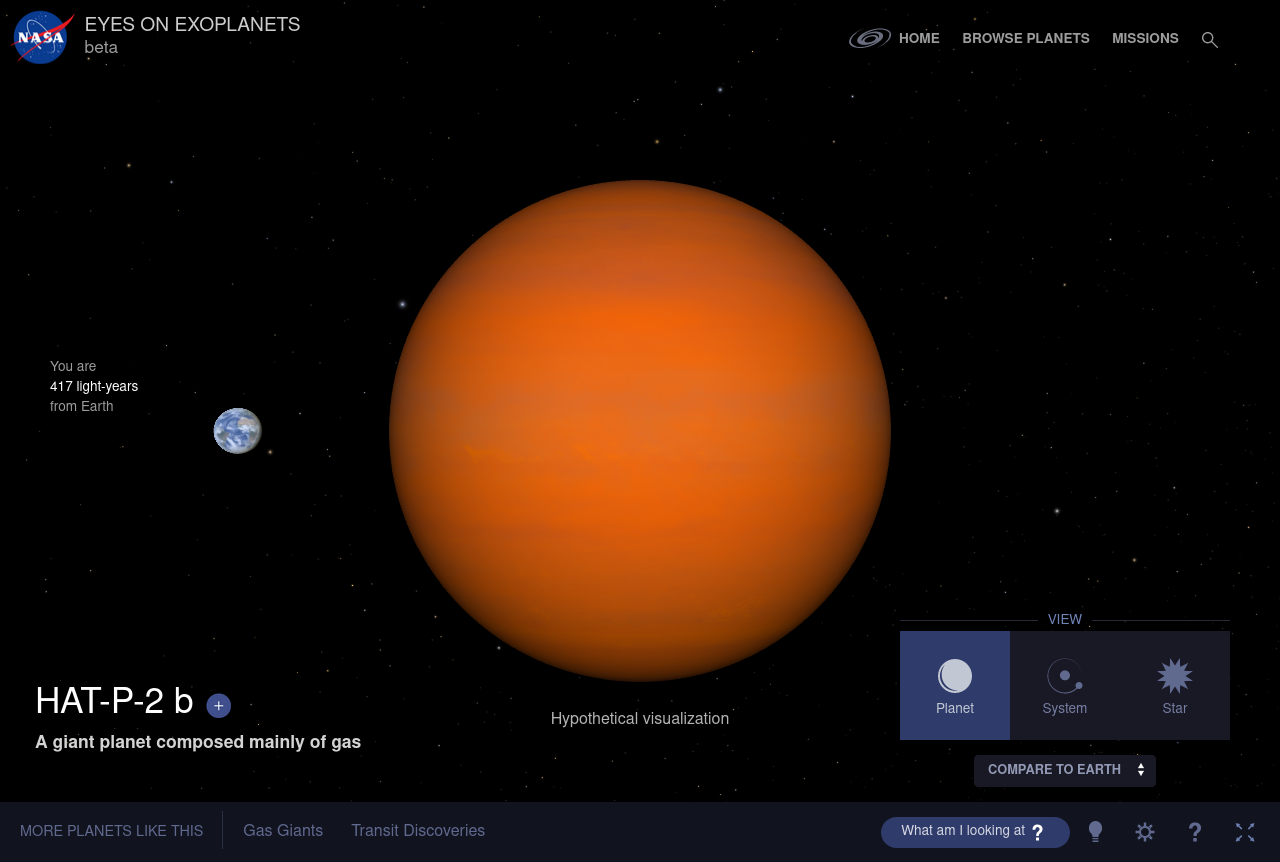 NASA
EYES ON EXOPLANETS
beta
HOME
BROWSE PLANETS
MISSIONS
You are
417 light-years
from Earth
VIEW
Planet
System
Star
HAT-P-2 b +
A giant planet composed mainly of gas
Hypothetical visualization
COMPARE TO EARTH
MORE PLANETS LIKE THIS
Gas Giants
Transit Discoveries
What am I looking at ?
?